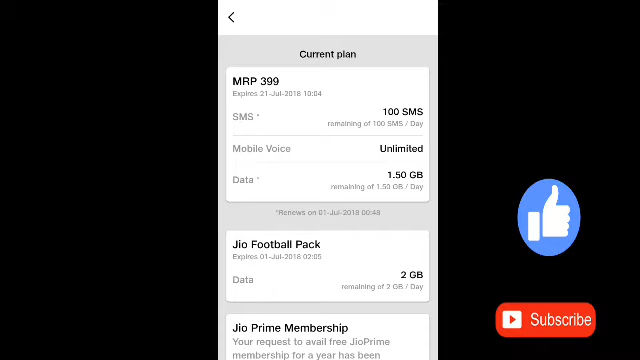 Current plan
MRP 399
Expires 21-Jul-2018 10:04
SMS * 100 SMS
remaining of 100 SMS / Day
Mobile Voice Unlimited
Data * 1.50 GB
remaining of 1.50 GB / Day
*Renews on 01-Jul-2018 00:48
Jio Football Pack
Expires 01-Jul-2018 02:05
Data 2 GB
remaining of 2 GB / Day
Subscribe
Jio Prime Membership
Your request to avail free JioPrime
membership for a year has been